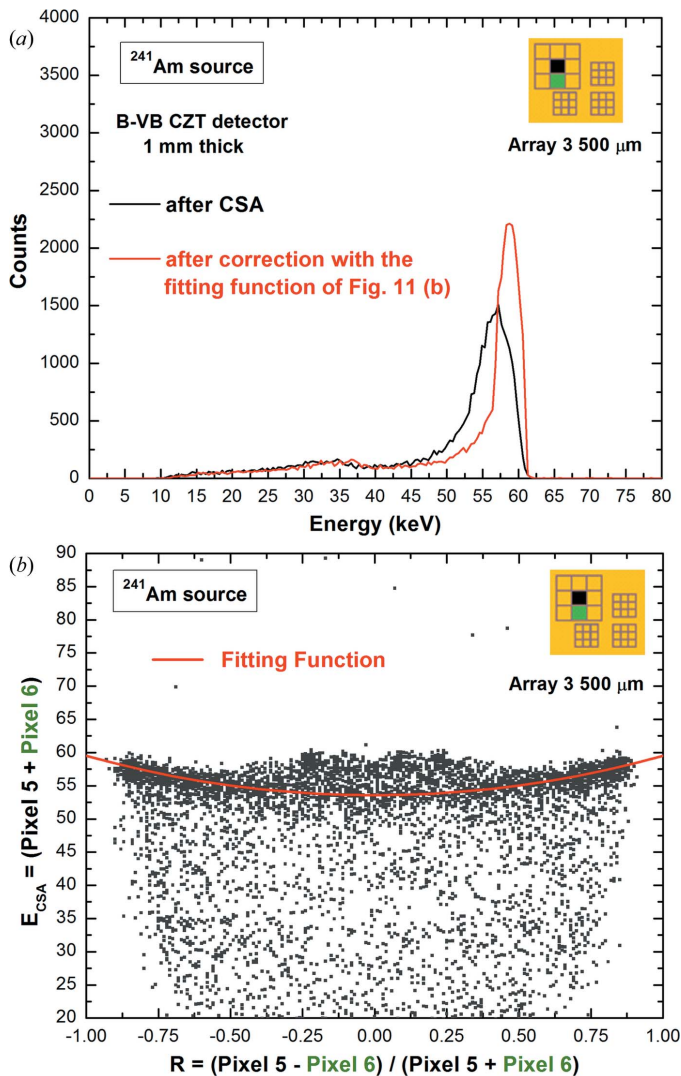 (a)
4000
3500
3000
2500
2000
1500
1000
500
0
Counts
²⁴¹Am source
B-VB CZT detector
1 mm thick
after CSA
after correction with the
fitting function of Fig. 11 (b)
Array 3 500 μm
0 5 10 15 20 25 30 35 40 45 50 55 60 65 70 75 80
Energy (keV)
(b)
90
85
80
75
70
65
60
55
50
45
40
35
30
25
20
E_CSA = (Pixel 5 + Pixel 6)
²⁴¹Am source
Fitting Function
Array 3 500 μm
-1.00 -0.75 -0.50 -0.25 0.00 0.25 0.50 0.75 1.00
R = (Pixel 5 - Pixel 6) / (Pixel 5 + Pixel 6)